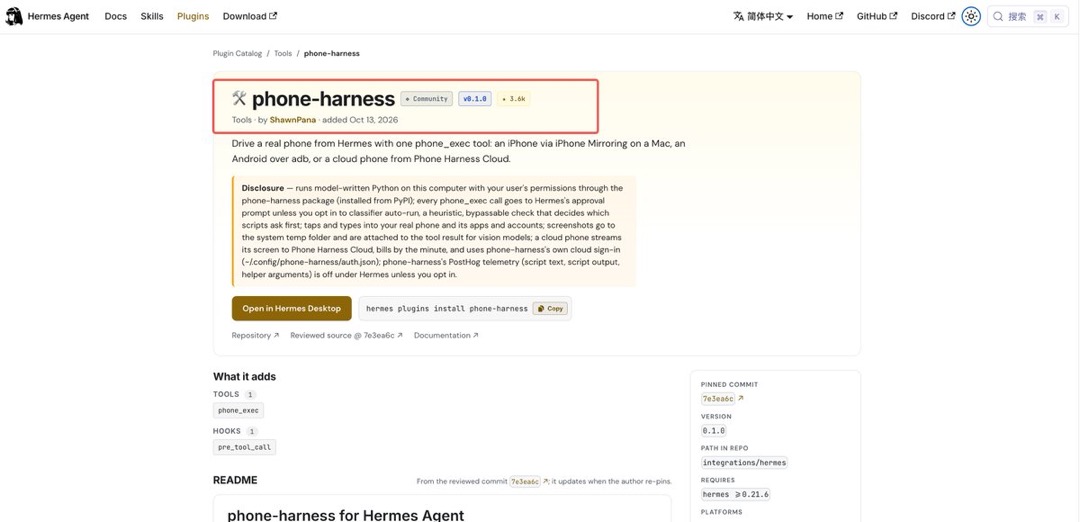 Hermes Agent Docs Skills Plugins Download 简体中文 Home GitHub Discord 搜索 ⌘ K
Plugin Catalog / Tools / phone-harness
phone-harness + Community v0.1.0 ★ 3.6k
Tools · by ShawnPana · added Oct 13, 2026
Drive a real phone from Hermes with one phone_exec tool: an iPhone via iPhone Mirroring on a Mac, an
Android over adb, or a cloud phone from Phone Harness Cloud.
Disclosure — runs model-written Python on this computer with your user's permissions through the
phone-harness package (installed from PyPI); every phone_exec call goes to Hermes's approval
prompt unless you opt in to classifier auto-run, a heuristic, bypassable check that decides which
scripts ask first; taps and types into your real phone and its apps and accounts; screenshots go to
the system temp folder and are attached to the tool result for vision models; a cloud phone streams
its screen to Phone Harness Cloud, bills by the minute, and uses phone-harness's own cloud sign-in
(~/.config/phone-harness/auth.json); phone-harness's PostHog telemetry (script text, script output,
helper arguments) is off under Hermes unless you opt in.
Open in Hermes Desktop hermes plugins install phone-harness Copy
Repository ↗ Reviewed source @ 7e3ea6c ↗ Documentation ↗
What it adds
TOOLS 1
phone_exec
HOOKS 1
pre_tool_call
README From the reviewed commit 7e3ea6c ↗; it updates when the author re-pins.
phone-harness for Hermes Agent
PINNED COMMIT
7e3ea6c ↗
VERSION
0.1.0
PATH IN REPO
integrations/hermes
REQUIRES
hermes ≥0.21.6
PLATFORMS